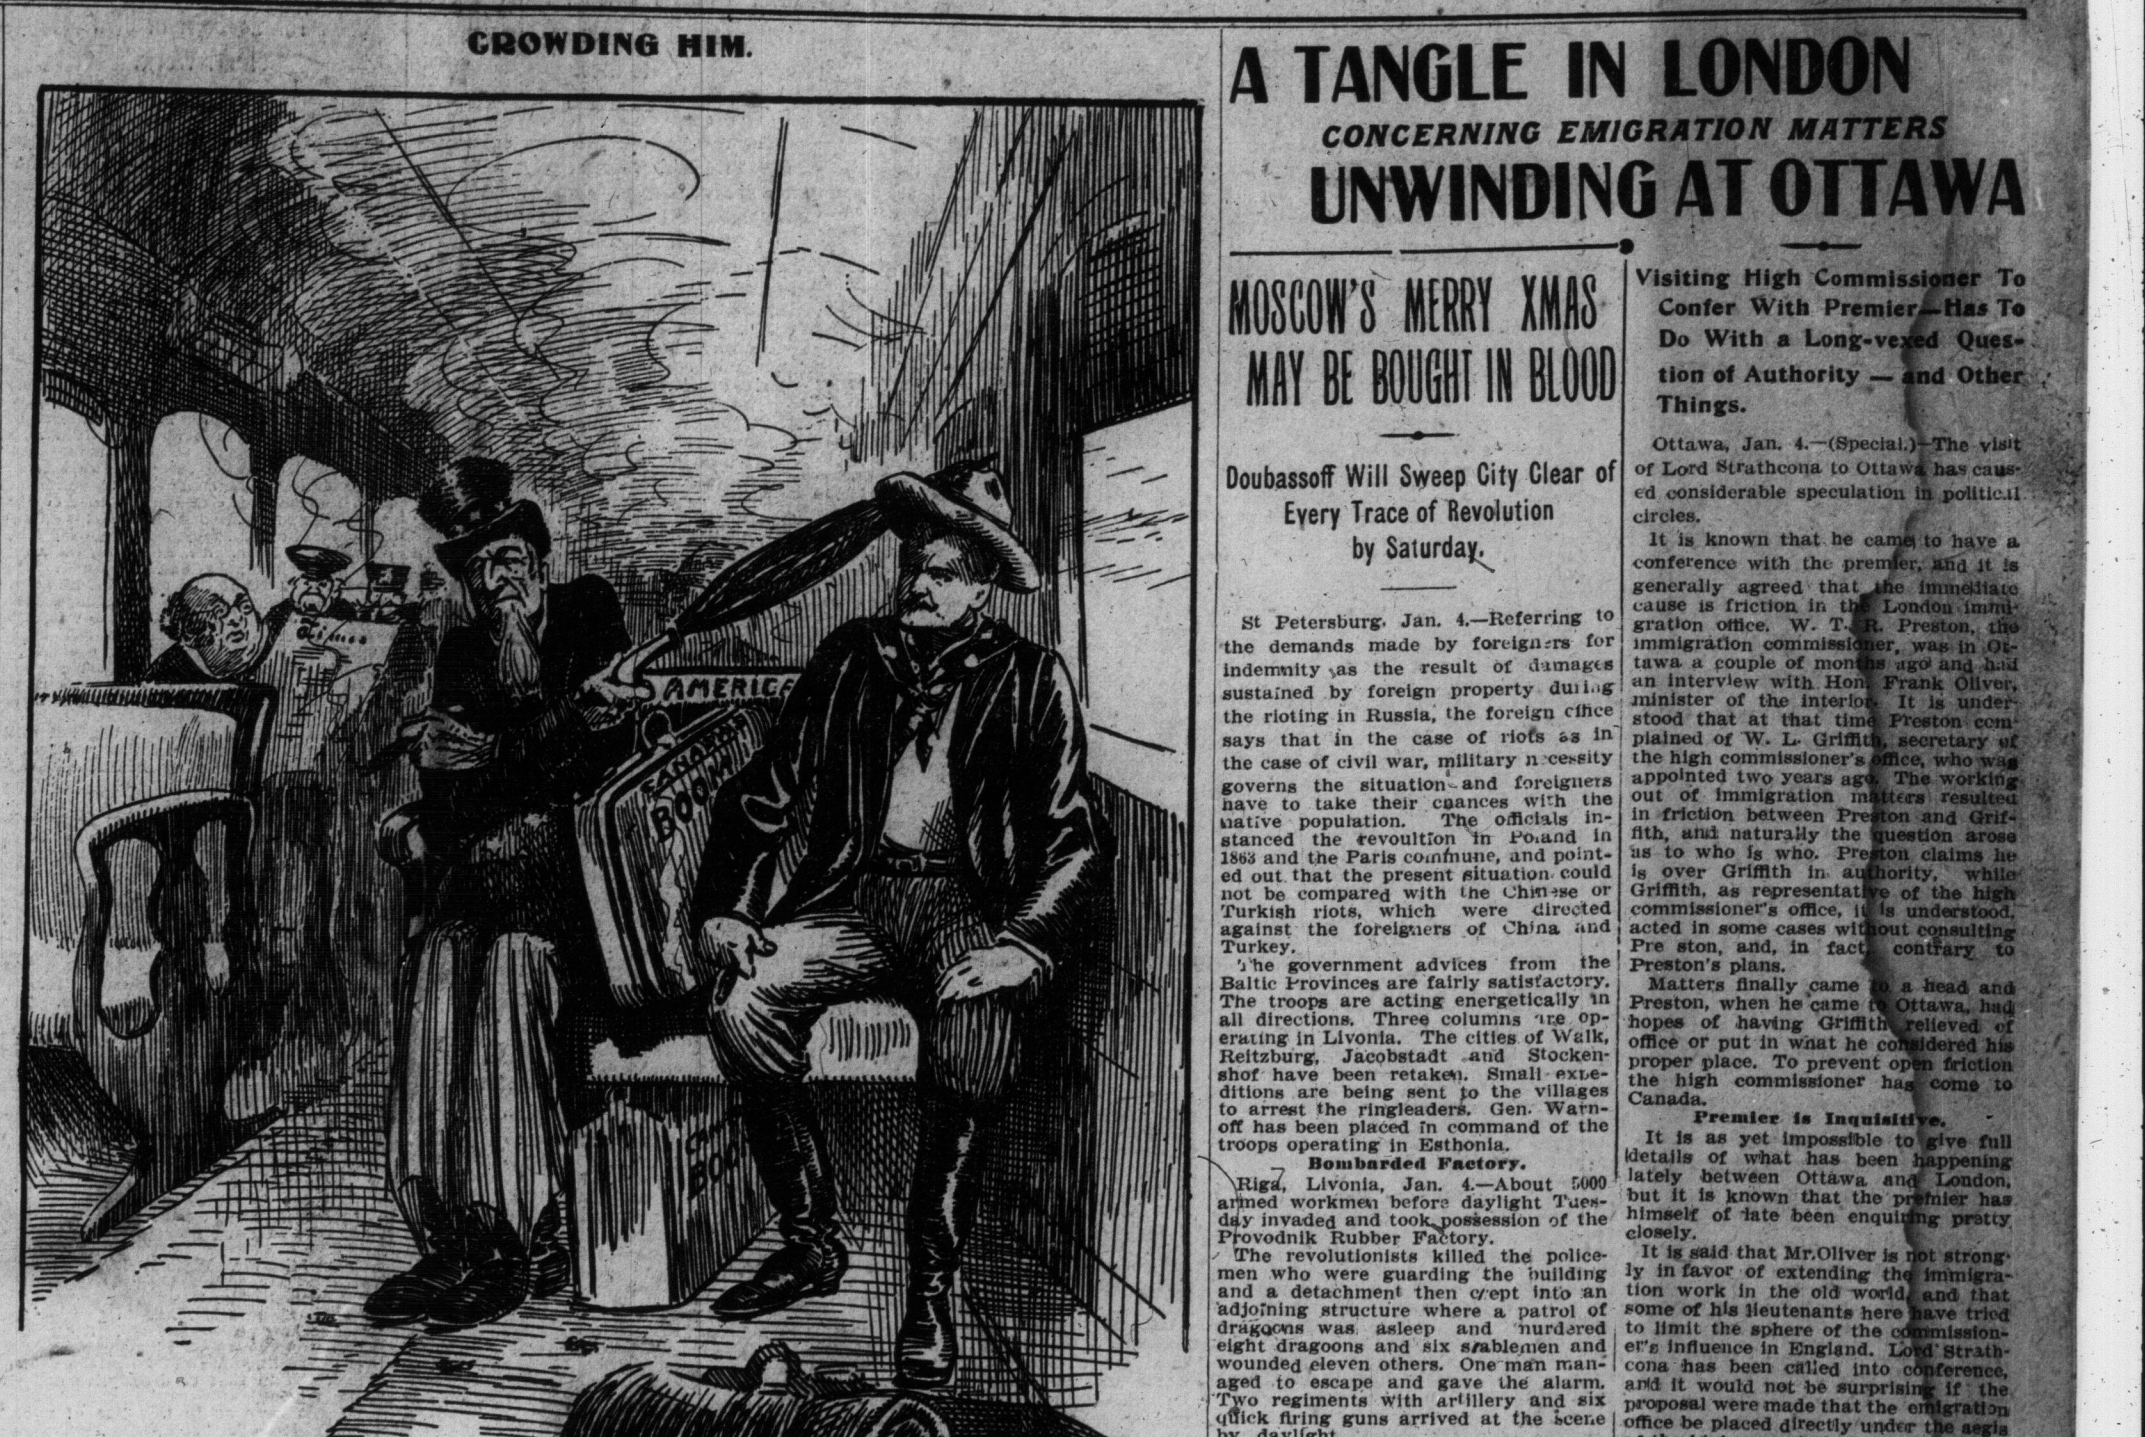 CROWDING HIM.
Times
AMERICA
CANADIAN
BOOM
BOO
A TANGLE IN LONDON
CONCERNING EMIGRATION MATTERS
UNWINDING AT OTTAWA
MOSCOW'S MERRY XMAS
MAY BE BOUGHT IN BLOOD
Doubassoff Will Sweep City Clear of
Every Trace of Revolution
by Saturday.
St Petersburg, Jan. 4.—Referring to
the demands made by foreigners for
indemnity as the result of damages
sustained by foreign property during
the rioting in Russia, the foreign office
says that in the case of riots as in
the case of civil war, military necessity
governs the situation and foreigners
have to take their chances with the
native population. The officials in-
stanced the revoultion in Poland in
1863 and the Paris commune, and point-
ed out that the present situation could
not be compared with the Chinese or
Turkish riots, which were directed
against the foreigners of China and
Turkey.
The government advices from the
Baltic Provinces are fairly satisfactory.
The troops are acting energetically in
all directions. Three columns are op-
erating in Livonia. The cities of Walk,
Reitzburg, Jacobstadt and Stocken-
shof have been retaken. Small expe-
ditions are being sent to the villages
to arrest the ringleaders. Gen. Warn-
off has been placed in command of the
troops operating in Esthonia.
Bombarded Factory.
Riga, Livonia, Jan. 4.—About 5000
armed workmen before daylight Tues-
day invaded and took possession of the
Provodnik Rubber Factory.
The revolutionists killed the police-
men who were guarding the building
and a detachment then crept into an
adjoining structure where a patrol of
dragoons was asleep and murdered
eight dragoons and six stablemen and
wounded eleven others. One man man-
aged to escape and gave the alarm.
Two regiments with artillery and six
quick firing guns arrived at the scene
by daylight.
Visiting High Commissioner To
Confer With Premier—Has To
Do With a Long-vexed Ques-
tion of Authority — and Other
Things.
Ottawa, Jan. 4.—(Special.)—The visit
of Lord Strathcona to Ottawa has caus-
ed considerable speculation in political
circles.
It is known that he came to have a
conference with the premier, and it is
generally agreed that the immediate
cause is friction in the London immi-
gration office. W. T. R. Preston, the
immigration commissioner, was in Ot-
tawa a couple of months ago and had
an interview with Hon. Frank Oliver,
minister of the interior. It is under-
stood that at that time Preston com-
plained of W. L. Griffith, secretary of
the high commissioner's office, who was
appointed two years ago. The working
out of immigration matters resulted
in friction between Preston and Grif-
fith, and naturally the question arose
as to who is who. Preston claims he
is over Griffith in authority, while
Griffith, as representative of the high
commissioner's office, it is understood,
acted in some cases without consulting
Pre ston, and, in fact, contrary to
Preston's plans.
Matters finally came to a head and
Preston, when he came to Ottawa, had
hopes of having Griffith relieved of
office or put in what he considered his
proper place. To prevent open friction
the high commissioner has come to
Canada.
Premier is Inquisitive.
It is as yet impossible to give full
details of what has been happening
lately between Ottawa and London,
but it is known that the premier has
himself of late been enquiring pretty
closely.
It is said that Mr.Oliver is not strong-
ly in favor of extending the immigra-
tion work in the old world, and that
some of his lieutenants here have tried
to limit the sphere of the commission-
er's influence in England. Lord Strath-
cona has been called into conference,
and it would not be surprising if the
proposal were made that the emigration
office be placed directly under the aegis